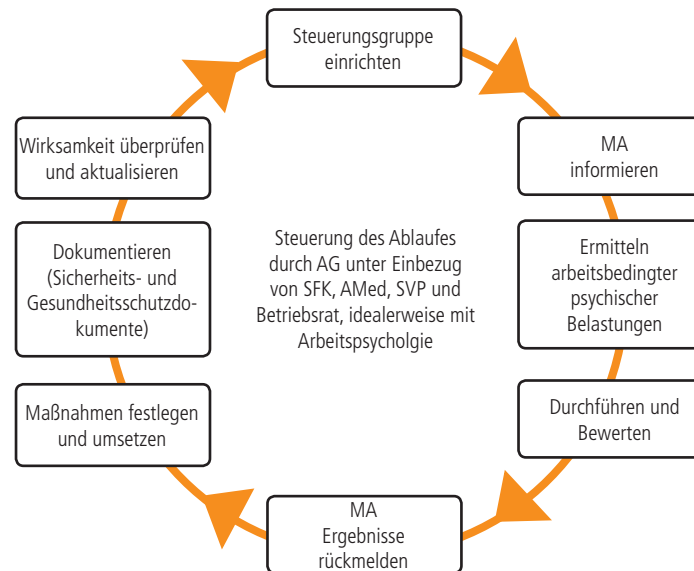 Steuerungsgruppe
einrichten
MA
informieren
Ermitteln
arbeitsbedingter
psychischer
Belastungen
Durchführen und
Bewerten
MA
Ergebnisse
rückmelden
Maßnahmen festlegen
und umsetzen
Dokumentieren
(Sicherheits- und
Gesundheitsschutzdo-
kumente)
Wirksamkeit überprüfen
und aktualisieren
Steuerung des Ablaufes
durch AG unter Einbezug
von SFK, AMed, SVP und
Betriebsrat, idealerweise mit
Arbeitspsycholgie